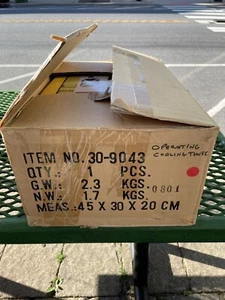 OPERATING
COOLING TOWER
ITEM NO. 30-9043
QTY.: 1 PCS.
G.W.: 2.3 KGS.
N.W.: 1.7 KGS.
0801
MEAS.: 45 X 30 X 20 CM